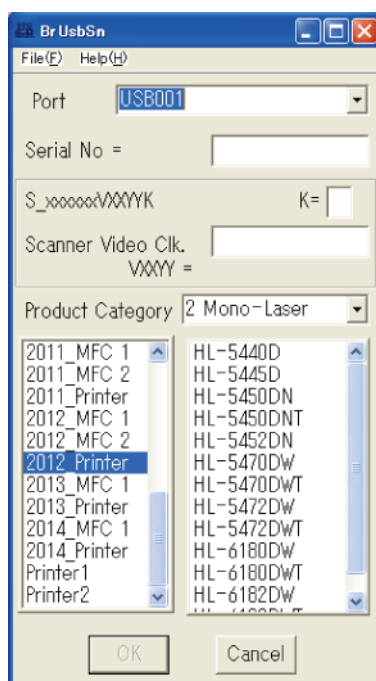 BrUsbSn
File(F) Help(H)
Port USB001
Serial No =
S_xxxxxxVXXYYK K=
Scanner Video Clk.
VXXYY =
Product Category 2 Mono-Laser
2011_MFC 1
2011_MFC 2
2011_Printer
2012_MFC 1
2012_MFC 2
2012_Printer
2013_MFC 1
2013_Printer
2014_MFC 1
2014_Printer
Printer1
Printer2
HL-5440D
HL-5445D
HL-5450DN
HL-5450DNT
HL-5452DN
HL-5470DW
HL-5470DWT
HL-5472DW
HL-5472DWT
HL-6180DW
HL-6180DWT
HL-6182DW
OK Cancel